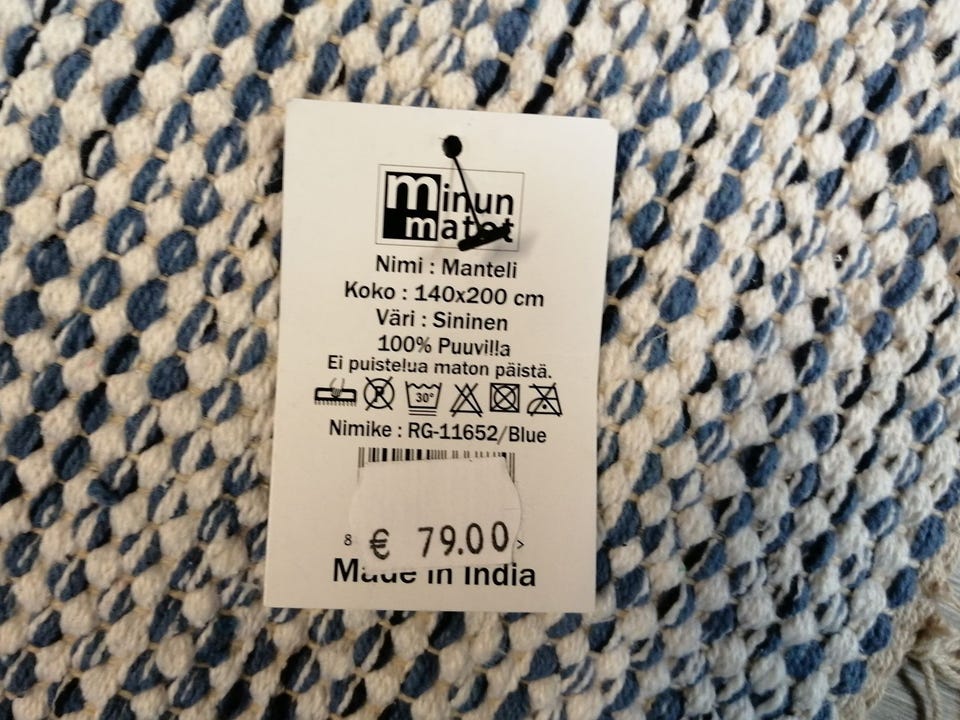 minun
matot
Nimi : Manteli
Koko : 140x200 cm
Väri : Sininen
100% Puuvilla
Ei puistelua maton päistä.
30°
Nimike : RG-11652/Blue
8 >
€ 79.00
Made in India